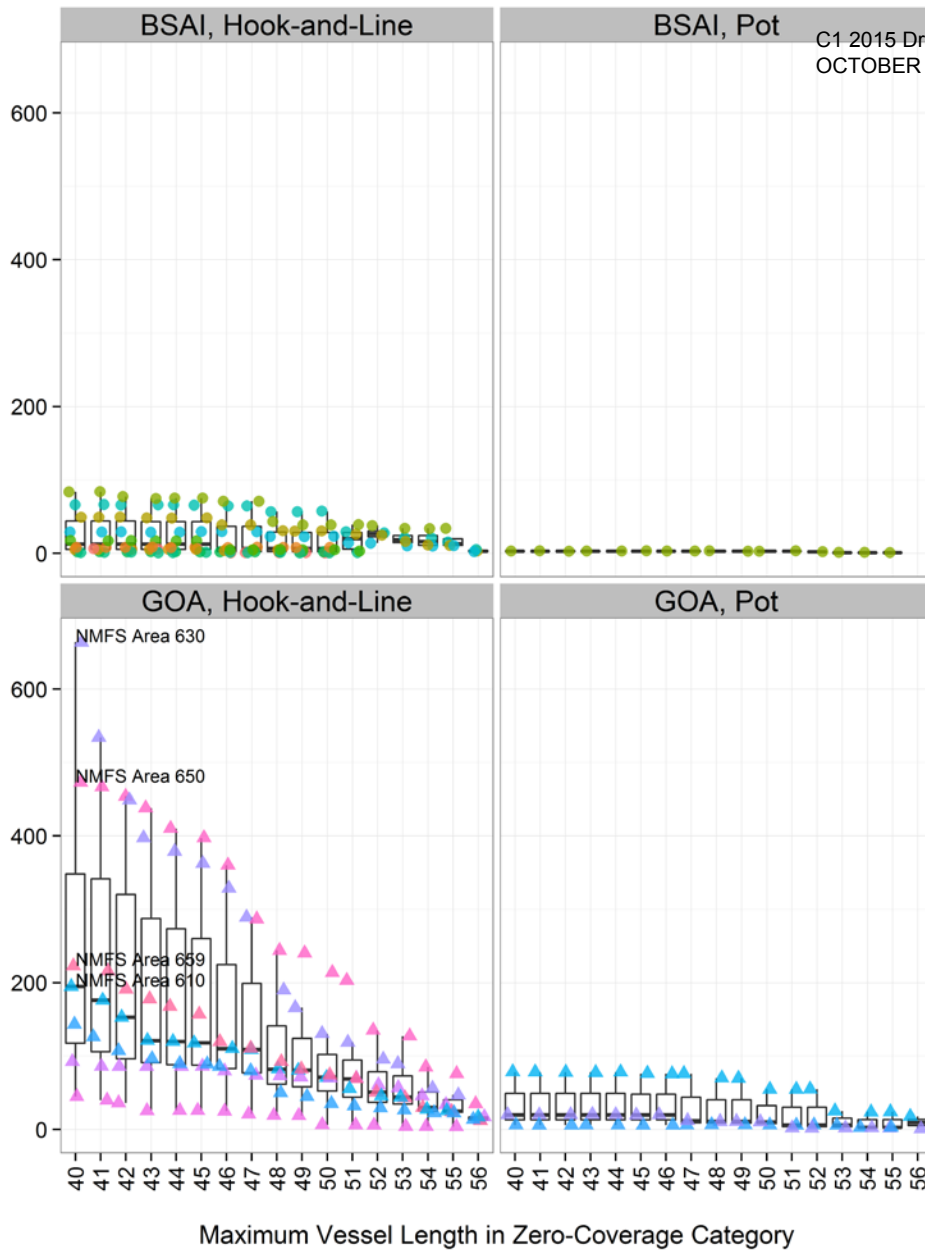 BSAI, Hook-and-Line
BSAI, Pot
C1 2015 Dr
OCTOBER
600
400
200
0
GOA, Hook-and-Line
GOA, Pot
NMFS Area 630
NMFS Area 650
NMFS Area 659
NMFS Area 610
600
400
200
0
40 41 42 43 44 45 46 47 48 49 50 51 52 53 54 55 56
40 41 42 43 44 45 46 47 48 49 50 51 52 53 54 55 56
Maximum Vessel Length in Zero-Coverage Category